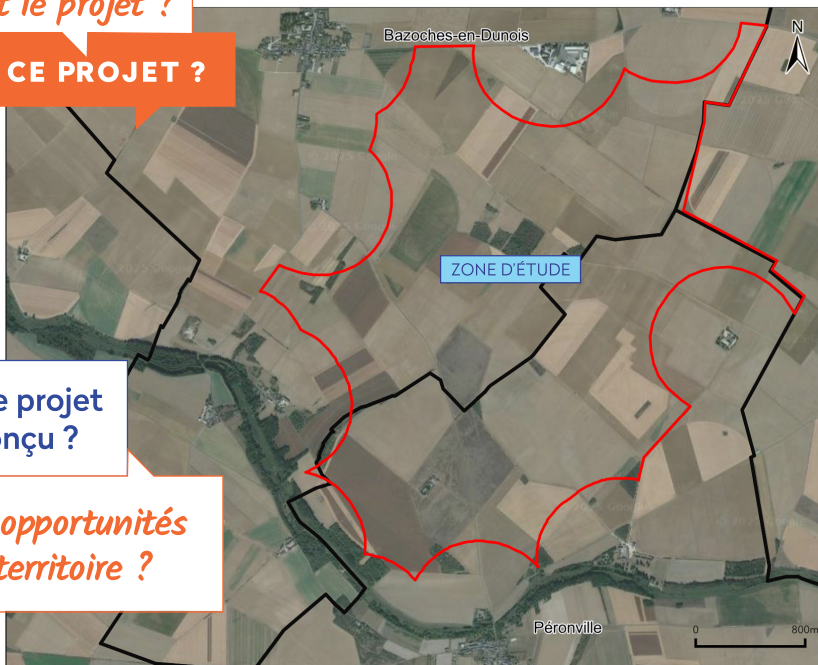 t le projet ?
CE PROJET ?
Bazoches-en-Dunois
N
ZONE D'ÉTUDE
e projet
onçu ?
opportunités
territoire ?
Péronville
0 800m